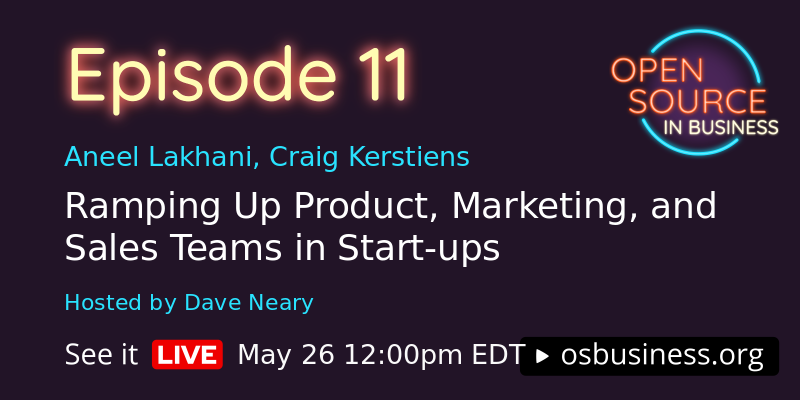 Episode 11
OPEN
SOURCE
IN BUSINESS
Aneel Lakhani, Craig Kerstiens
Ramping Up Product, Marketing, and
Sales Teams in Start-ups
Hosted by Dave Neary
See it LIVE May 26 12:00pm EDT osbusiness.org